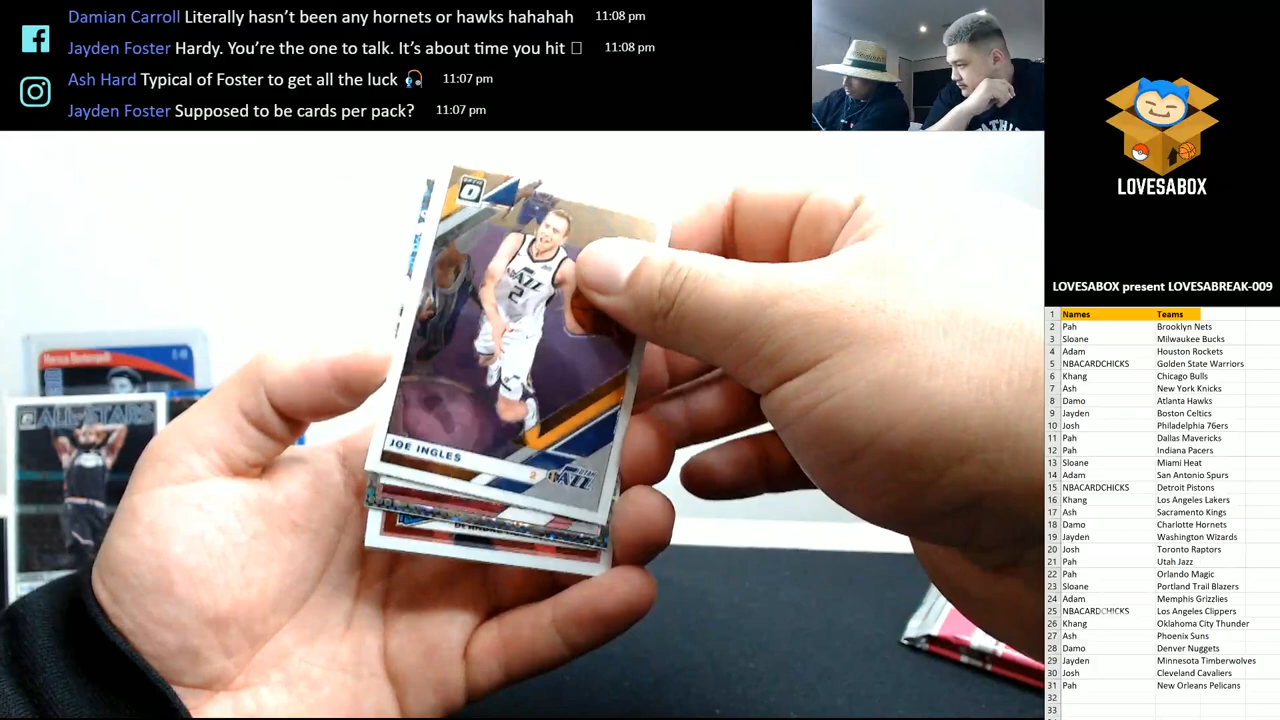 Damian Carroll Literally hasn’t been any hornets or hawks hahahah 11:08 pm
Jayden Foster Hardy. You’re the one to talk. It’s about time you hit 11:08 pm
Ash Hard Typical of Foster to get all the luck 11:07 pm
Jayden Foster Supposed to be cards per pack? 11:07 pm
LOVESABOX
LOVESABOX present LOVESABREAK-009
1 Names Teams
2 Pah Brooklyn Nets
3 Sloane Milwaukee Bucks
4 Adam Houston Rockets
5 NBACARDCHICKS Golden State Warriors
6 Khang Chicago Bulls
7 Ash New York Knicks
8 Damo Atlanta Hawks
9 Jayden Boston Celtics
10 Josh Philadelphia 76ers
11 Pah Dallas Mavericks
12 Pah Indiana Pacers
13 Sloane Miami Heat
14 Adam San Antonio Spurs
15 NBACARDCHICKS Detroit Pistons
16 Khang Los Angeles Lakers
17 Ash Sacramento Kings
18 Damo Charlotte Hornets
19 Jayden Washington Wizards
20 Josh Toronto Raptors
21 Pah Utah Jazz
22 Pah Orlando Magic
23 Sloane Portland Trail Blazers
24 Adam Memphis Grizzlies
25 NBACARDCHICKS Los Angeles Clippers
26 Khang Oklahoma City Thunder
27 Ash Phoenix Suns
28 Damo Denver Nuggets
29 Jayden Minnesota Timberwolves
30 Josh Cleveland Cavaliers
31 Pah New Orleans Pelicans
32
33
JAZZ
2
JOE INGLES
2
JAZZ
ALL-STARS